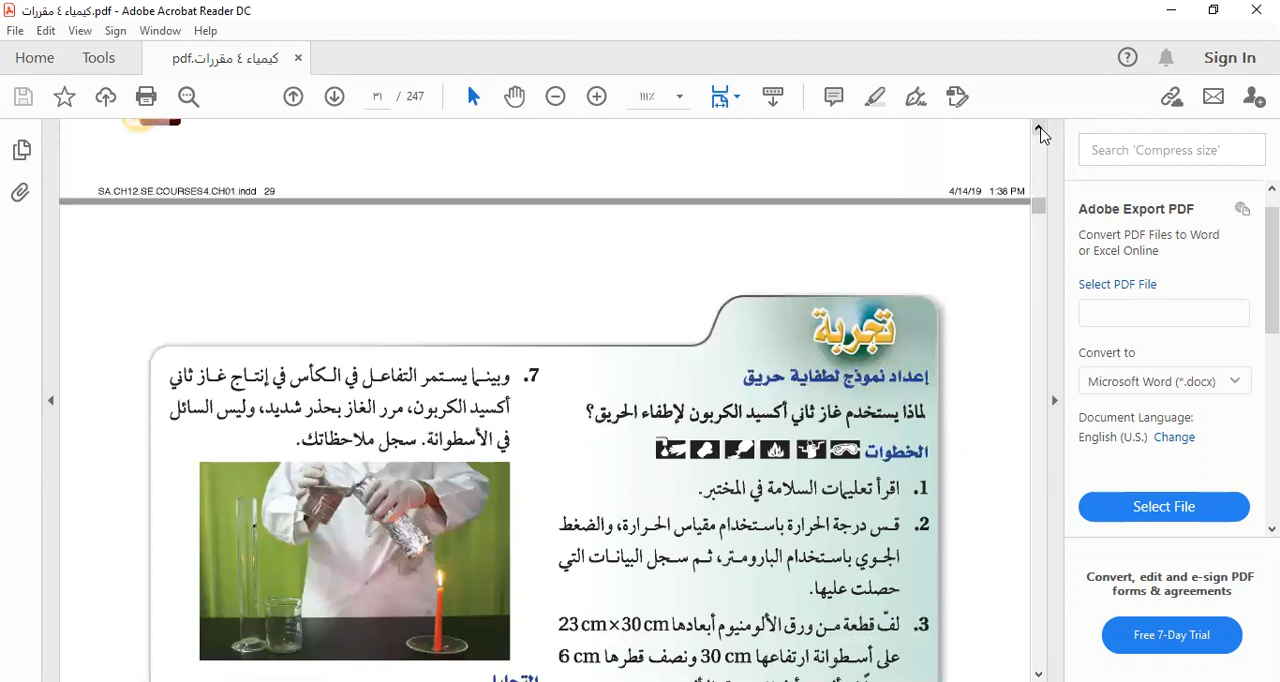 كيمياء ٤ مقررات.pdf - Adobe Acrobat Reader DC
File Edit View Sign Window Help
Home Tools كيمياء ٤ مقررات.pdf ×
Sign In
٣١ / 247
١١١٪
Search 'Compress size'
SA.CH12.SE.COURSES4.CH01.indd 29
4/14/19 1:36 PM
تجربة
إعداد نموذج لطفاية حريق
لماذا يستخدم غاز ثاني أكسيد الكربون لإطفاء الحريق؟
الخطوات
1. اقرأ تعليمات السلامة في المختبر.
2. قس درجة الحرارة باستخدام مقياس الحرارة، والضغط
الجوي باستخدام البارومتر، ثم سجل البيانات التي
حصلت عليها.
3. لفّ قطعة من ورق الألومنيوم أبعادها 30 cm × 23 cm
على أسطوانة ارتفاعها 30 cm ونصف قطرها 6 cm
7. وبينما يستمر التفاعل في الكأس في إنتاج غاز ثاني
أكسيد الكربون، مرر الغاز بحذر شديد، وليس السائل
في الأسطوانة. سجل ملاحظاتك.
Adobe Export PDF
Convert PDF Files to Word
or Excel Online
Select PDF File
Convert to
Microsoft Word (*.docx)
Document Language:
English (U.S.) Change
Select File
Convert, edit and e-sign PDF
forms & agreements
Free 7-Day Trial